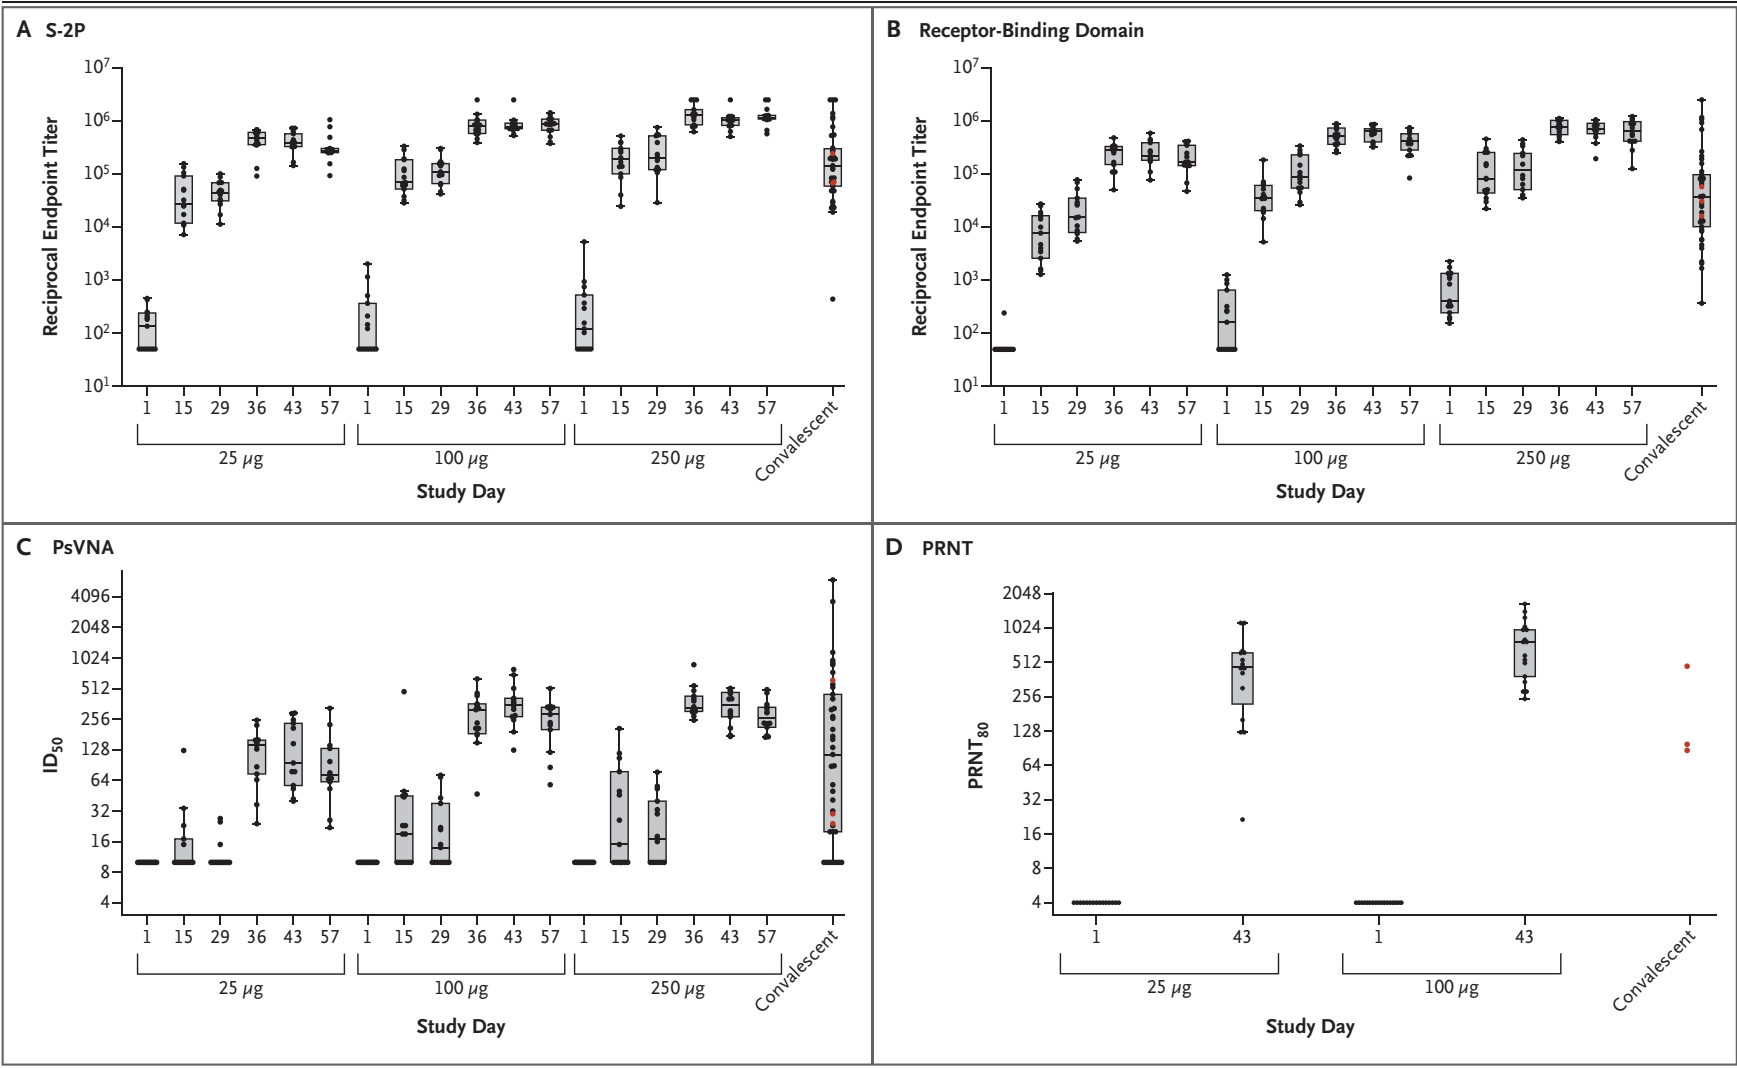 A S-2P
10⁷
10⁶
10⁵
10⁴
10³
10²
10¹
Reciprocal Endpoint Titer
1 15 29 36 43 57 1 15 29 36 43 57 1 15 29 36 43 57 Convalescent
25 µg 100 µg 250 µg
Study Day
B Receptor-Binding Domain
10⁷
10⁶
10⁵
10⁴
10³
10²
10¹
Reciprocal Endpoint Titer
1 15 29 36 43 57 1 15 29 36 43 57 1 15 29 36 43 57 Convalescent
25 µg 100 µg 250 µg
Study Day
C PsVNA
4096
2048
1024
512
256
128
64
32
16
8
4
ID₅₀
1 15 29 36 43 57 1 15 29 36 43 57 1 15 29 36 43 57 Convalescent
25 µg 100 µg 250 µg
Study Day
D PRNT
2048
1024
512
256
128
64
32
16
8
4
PRNT₈₀
1 43 1 43 Convalescent
25 µg 100 µg
Study Day